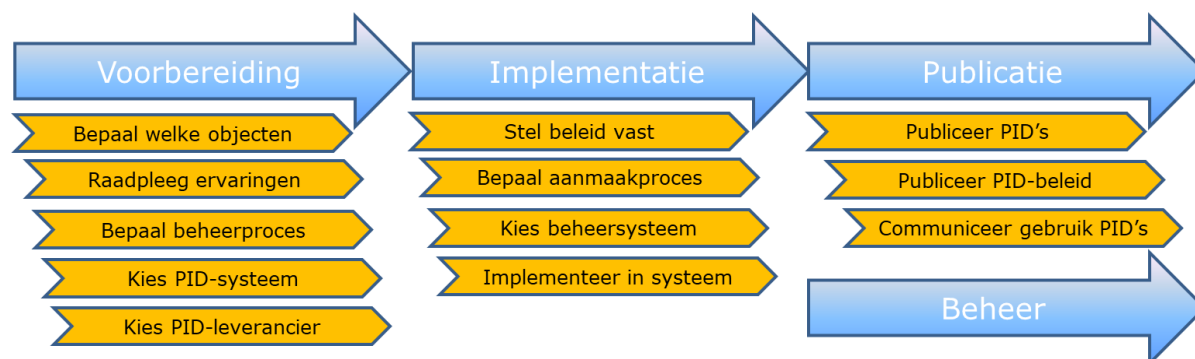 Voorbereiding
Bepaal welke objecten
Raadpleeg ervaringen
Bepaal beheerproces
Kies PID-systeem
Kies PID-leverancier
Implementatie
Stel beleid vast
Bepaal aanmaakproces
Kies beheersysteem
Implementeer in systeem
Publicatie
Publiceer PID's
Publiceer PID-beleid
Communiceer gebruik PID's
Beheer